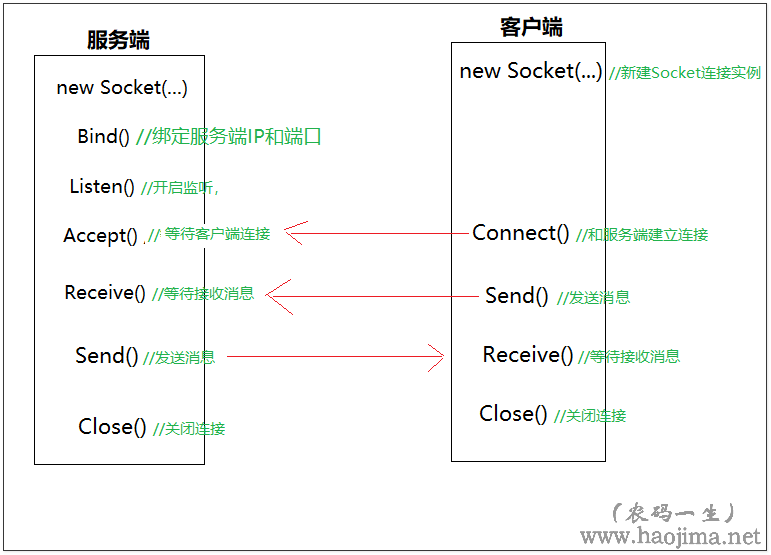 服务端
new Socket(...)
Bind() //绑定服务端IP和端口
Listen() //开启监听，
Accept() // 等待客户端连接
Receive() //等待接收消息
Send() //发送消息
Close() //关闭连接
客户端
new Socket(...) //新建Socket连接实例
Connect() //和服务端建立连接
Send() //发送消息
Receive() //等待接收消息
Close() //关闭连接
（农码一生）
www.haojima.net